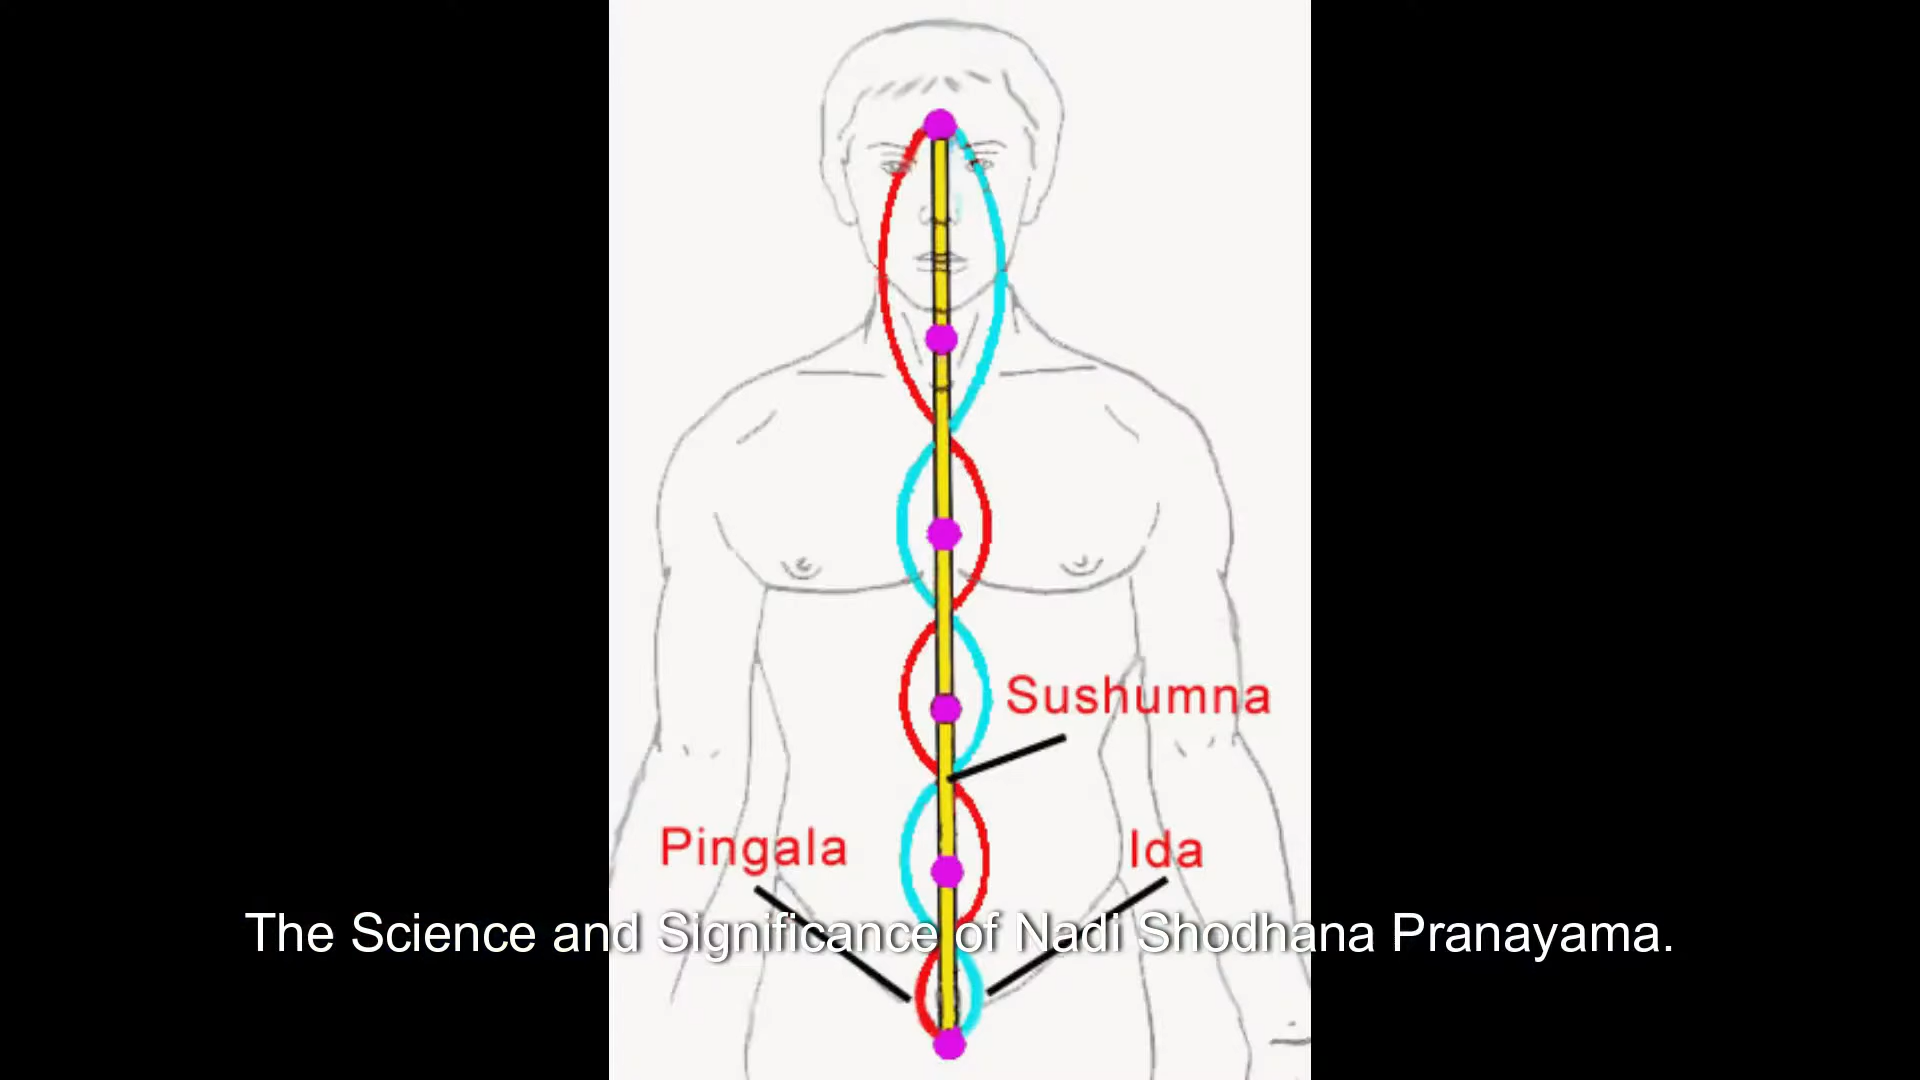 Sushumna
Pingala
Ida
The Science and Significance of Nadi Shodhana Pranayama.